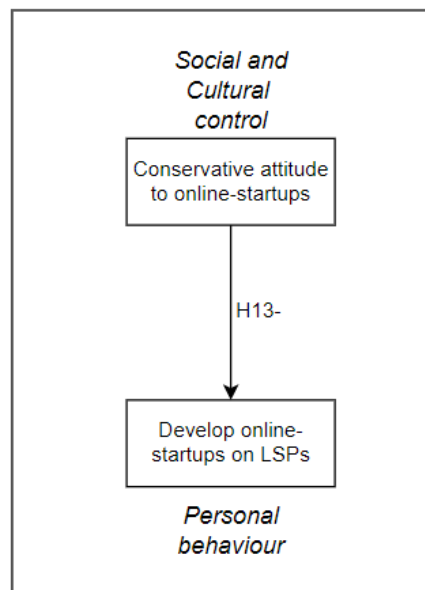 Social and
Cultural
control
Conservative attitude
to online-startups
H13-
Develop online-
startups on LSPs
Personal
behaviour